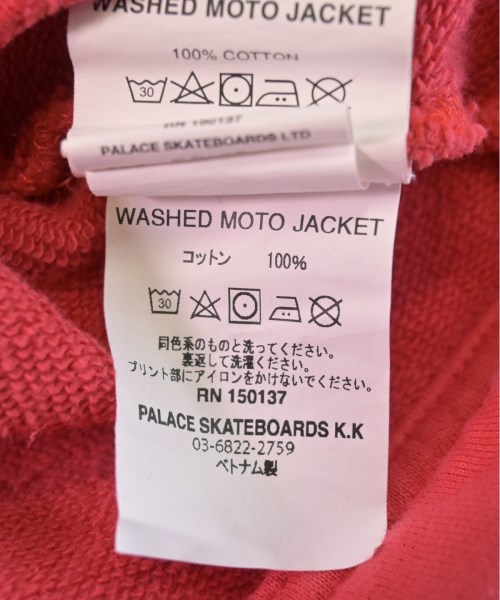 WASHED MOTO JACKET
100% COTTON
30
RN 150137
PALACE SKATEBOARDS LTD
WASHED MOTO JACKET
コットン 100%
30
同色系のものと洗ってください。
裏返して洗濯ください。
プリント部にアイロンをかけないでください。
RN 150137
PALACE SKATEBOARDS K.K
03-6822-2759
ベトナム製